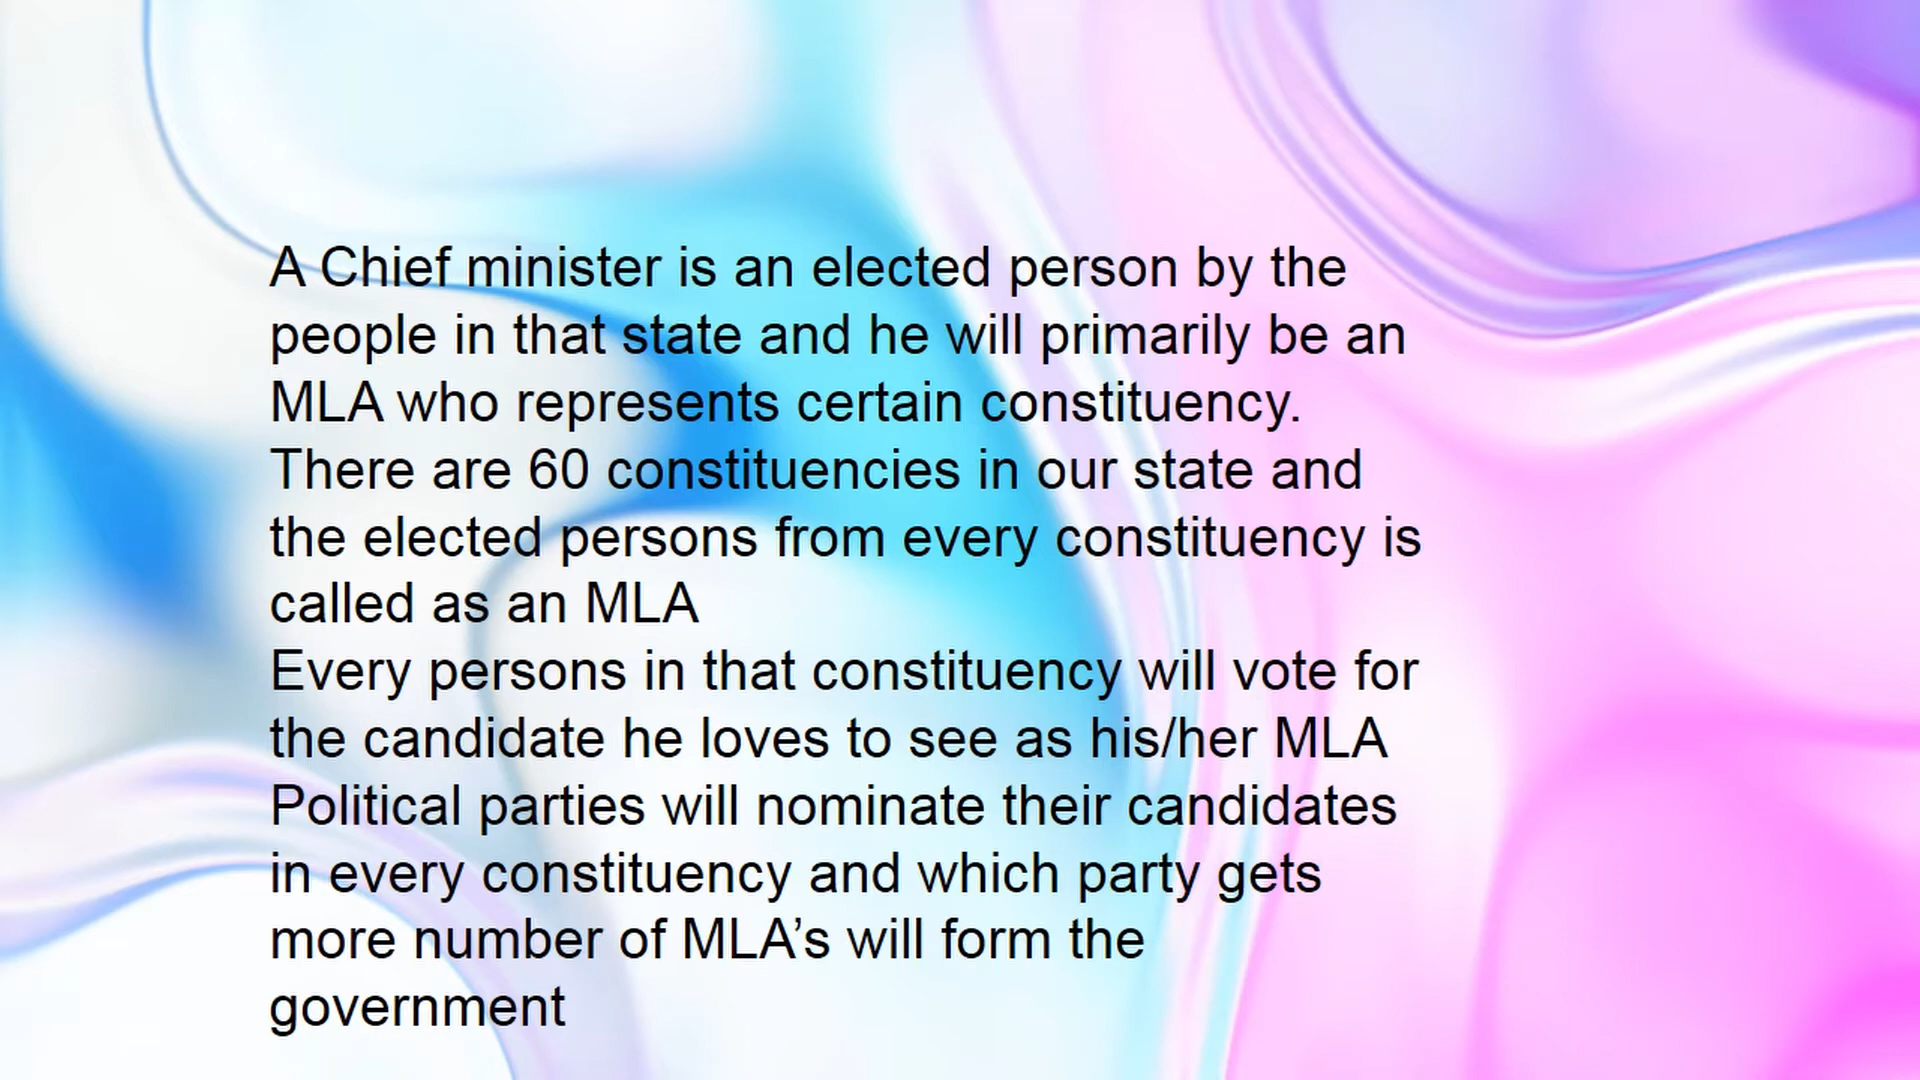 A Chief minister is an elected person by the
people in that state and he will primarily be an
MLA who represents certain constituency.
There are 60 constituencies in our state and
the elected persons from every constituency is
called as an MLA
Every persons in that constituency will vote for
the candidate he loves to see as his/her MLA
Political parties will nominate their candidates
in every constituency and which party gets
more number of MLA’s will form the
government